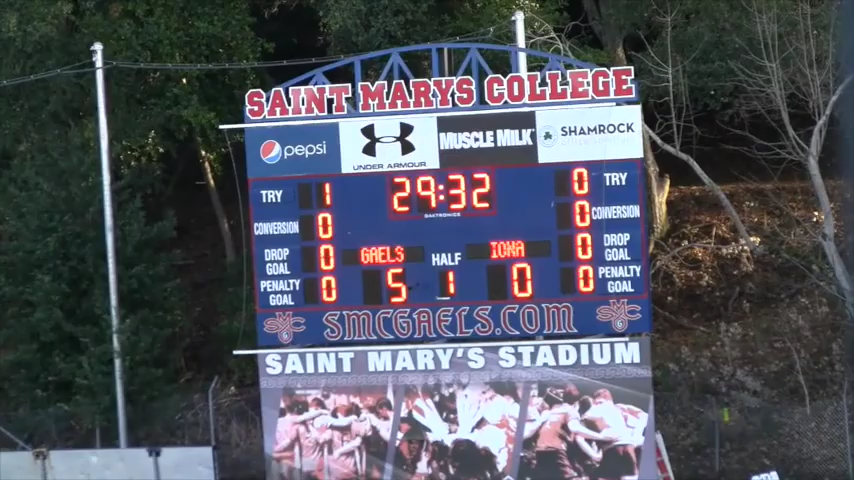 SAINT MARYS COLLEGE
pepsi
UNDER ARMOUR
MUSCLE MILK
SHAMROCK
TRY 1 29:32 0 TRY
DAKTRONICS
CONVERSION 0 0 CONVERSION
DROP GOAL 0 GAELS HALF IOWA 0 DROP GOAL
PENALTY GOAL 0 5 1 0 0 PENALTY GOAL
SMC SMCGAELS.COM SMC
SAINT MARY'S STADIUM